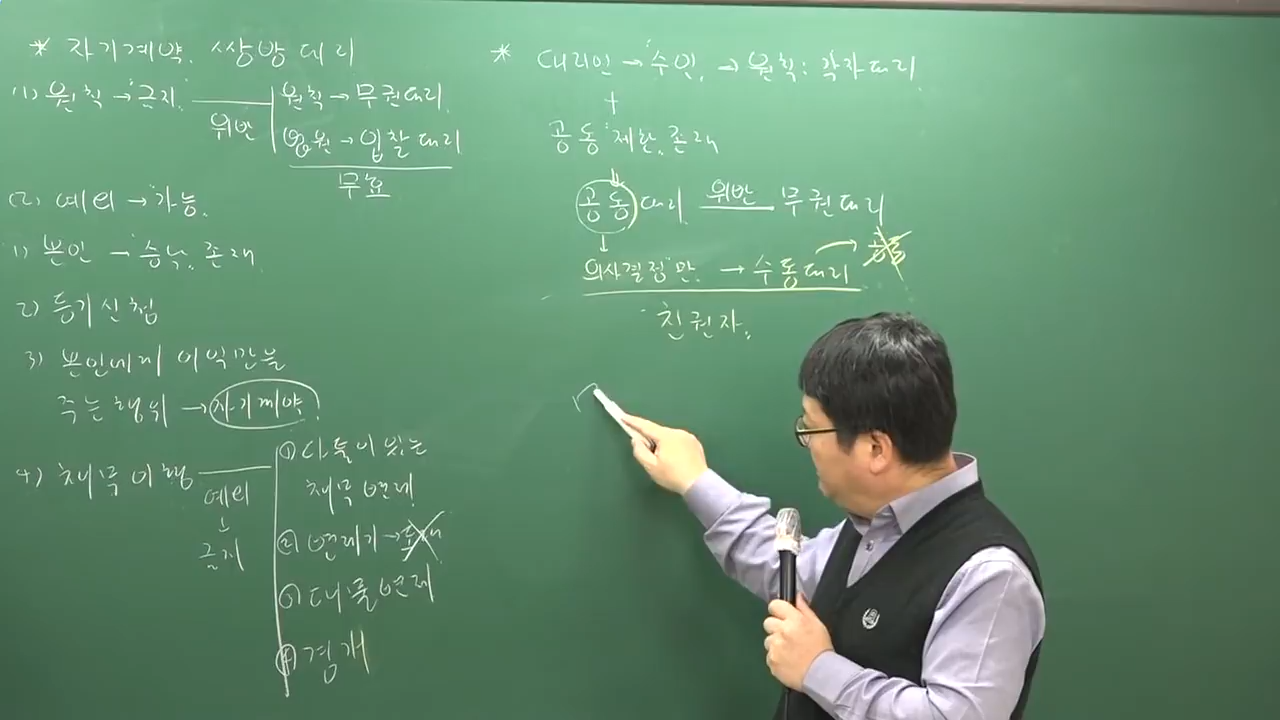 * 자기계약. 쌍방대리
(1) 원칙 → "금지" 위반 원칙 → 무권대리
입찰대리
무효
(2) 예외 → "가능"
1) 본인 → 승낙. 존재
2) 등기신청
3) 본인에게 이익만을
주는 행위 → 자기계약
4) 채무이행 예외 ↓ 금지
① 다툼이 있는
채무 변제
② 변제기 →
③ 대물변제
④ 경개
* 대리인 → "수인" → 원칙: 각자대리
+
공동 "제한" 존재
↓
공동대리 위반 무권대리
↓
"의사결정"만 → 수동대리 →
친권자.